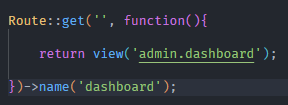 Route::get('', function(){
return view('admin.dashboard');
})->name('dashboard');